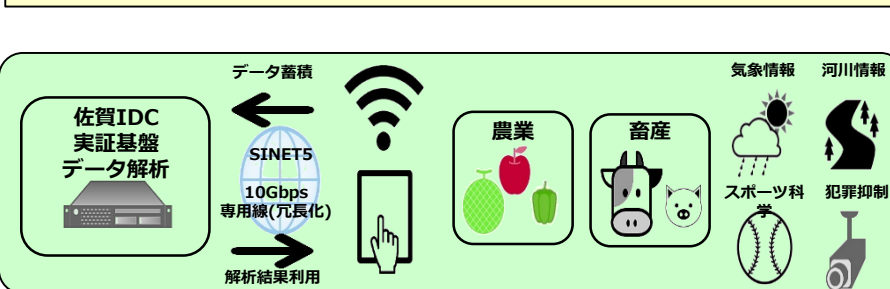 データ蓄積
佐賀IDC
実証基盤
データ解析
SINET5
10Gbps
専用線(冗長化)
解析結果利用
農業
畜産
気象情報
河川情報
スポーツ科
学
犯罪抑制